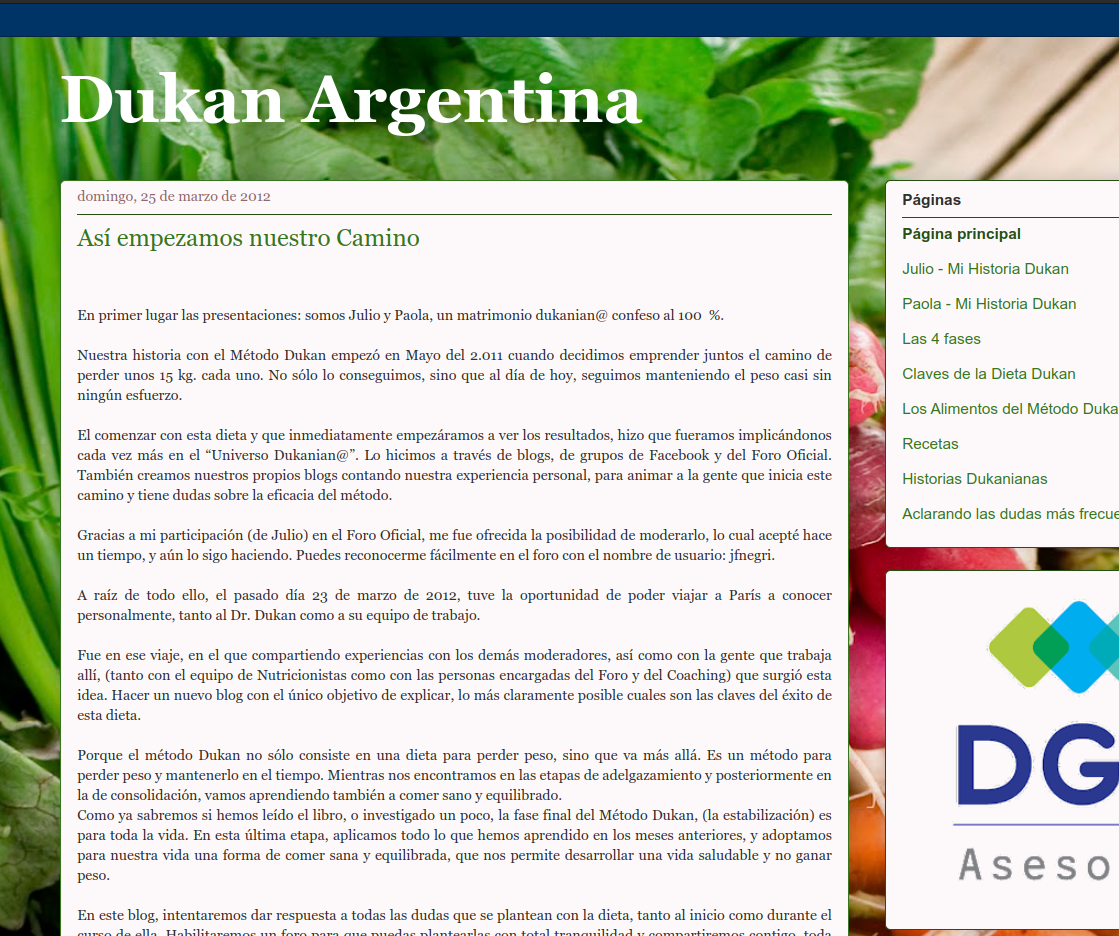 Dukan Argentina
domingo, 25 de marzo de 2012
Así empezamos nuestro Camino
En primer lugar las presentaciones: somos Julio y Paola, un matrimonio dukanian@ confeso al 100  %.
Nuestra historia con el Método Dukan empezó en Mayo del 2.011 cuando decidimos emprender juntos el camino de
perder unos 15 kg. cada uno. No sólo lo conseguimos, sino que al día de hoy, seguimos manteniendo el peso casi sin
ningún esfuerzo.
El comenzar con esta dieta y que inmediatamente empezáramos a ver los resultados, hizo que fueramos implicándonos
cada vez más en el “Universo Dukanian@”. Lo hicimos a través de blogs, de grupos de Facebook y del Foro Oficial.
También creamos nuestros propios blogs contando nuestra experiencia personal, para animar a la gente que inicia este
camino y tiene dudas sobre la eficacia del método.
Gracias a mi participación (de Julio) en el Foro Oficial, me fue ofrecida la posibilidad de moderarlo, lo cual acepté hace
un tiempo, y aún lo sigo haciendo. Puedes reconocerme fácilmente en el foro con el nombre de usuario: jfnegri.
A raíz de todo ello, el pasado día 23 de marzo de 2012, tuve la oportunidad de poder viajar a París a conocer
personalmente, tanto al Dr. Dukan como a su equipo de trabajo.
Fue en ese viaje, en el que compartiendo experiencias con los demás moderadores, así como con la gente que trabaja
allí, (tanto con el equipo de Nutricionistas como con las personas encargadas del Foro y del Coaching) que surgió esta
idea. Hacer un nuevo blog con el único objetivo de explicar, lo más claramente posible cuales son las claves del éxito de
esta dieta.
Porque el método Dukan no sólo consiste en una dieta para perder peso, sino que va más allá. Es un método para
perder peso y mantenerlo en el tiempo. Mientras nos encontramos en las etapas de adelgazamiento y posteriormente en
la de consolidación, vamos aprendiendo también a comer sano y equilibrado.
Como ya sabremos si hemos leído el libro, o investigado un poco, la fase final del Método Dukan, (la estabilización) es
para toda la vida. En esta última etapa, aplicamos todo lo que hemos aprendido en los meses anteriores, y adoptamos
para nuestra vida una forma de comer sana y equilibrada, que nos permite desarrollar una vida saludable y no ganar
peso.
En este blog, intentaremos dar respuesta a todas las dudas que se plantean con la dieta, tanto al inicio como durante el
curso de ella. Habilitaremos un foro para que puedas plantearlas con total tranquilidad y compartiremos contigo, toda
Páginas
Página principal
Julio - Mi Historia Dukan
Paola - Mi Historia Dukan
Las 4 fases
Claves de la Dieta Dukan
Los Alimentos del Método Duka
Recetas
Historias Dukanianas
Aclarando las dudas más frecue
DG
Aseso